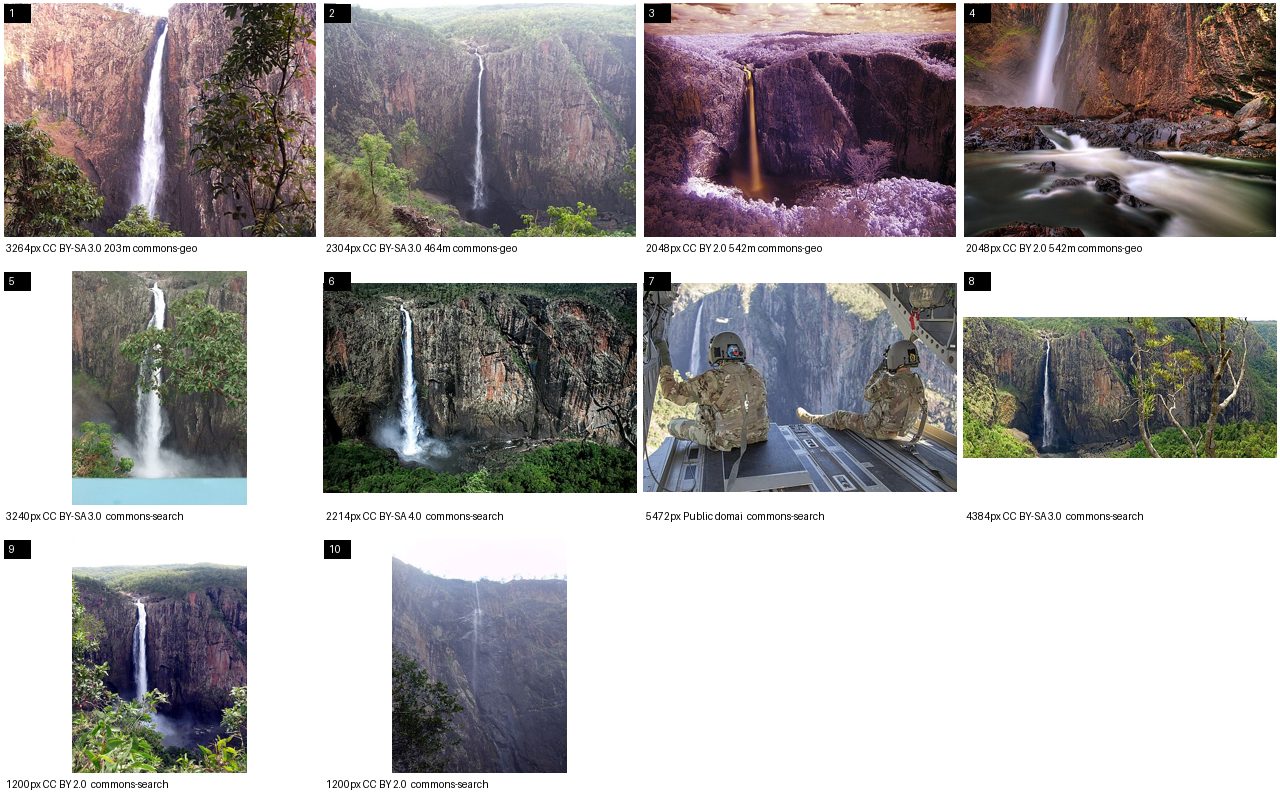 1
2
3
4
3264px CC BY-SA 3.0 203m commons-geo
2304px CC BY-SA 3.0 464m commons-geo
2048px CC BY 2.0 542m commons-geo
2048px CC BY 2.0 542m commons-geo
5
6
7
8
3240px CC BY-SA 3.0 commons-search
2214px CC BY-SA 4.0 commons-search
5472px Public domai commons-search
4384px CC BY-SA 3.0 commons-search
9
10
1200px CC BY 2.0 commons-search
1200px CC BY 2.0 commons-search